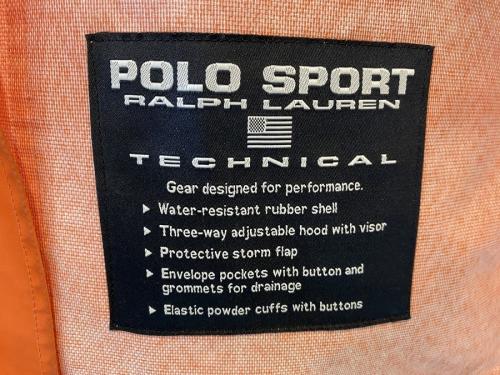 POLO SPORT
RALPH LAUREN
TECHNICAL
Gear designed for performance.
▶ Water-resistant rubber shell
▶ Three-way adjustable hood with visor
▶ Protective storm flap
▶ Envelope pockets with button and
grommets for drainage
▶ Elastic powder cuffs with buttons